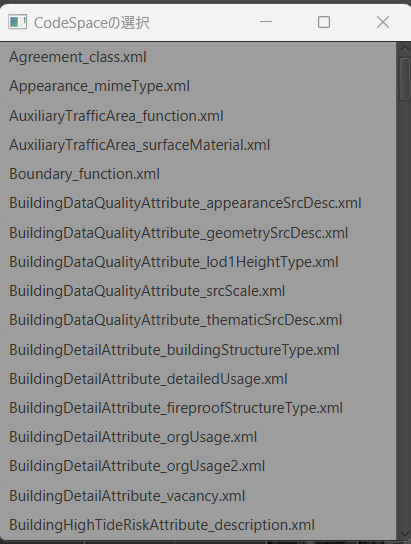 CodeSpaceの選択
Agreement_class.xml
Appearance_mimeType.xml
AuxiliaryTrafficArea_function.xml
AuxiliaryTrafficArea_surfaceMaterial.xml
Boundary_function.xml
BuildingDataQualityAttribute_appearanceSrcDesc.xml
BuildingDataQualityAttribute_geometrySrcDesc.xml
BuildingDataQualityAttribute_lod1HeightType.xml
BuildingDataQualityAttribute_srcScale.xml
BuildingDataQualityAttribute_thematicSrcDesc.xml
BuildingDetailAttribute_buildingStructureType.xml
BuildingDetailAttribute_detailedUsage.xml
BuildingDetailAttribute_fireproofStructureType.xml
BuildingDetailAttribute_orgUsage.xml
BuildingDetailAttribute_orgUsage2.xml
BuildingDetailAttribute_vacancy.xml
BuildingHighTideRiskAttribute_description.xml